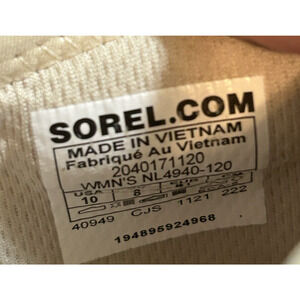 SOREL.COM
MADE IN VIETNAM
Fabriqué Au Vietnam
2040171120
WMN'S NL4940-120
USA
10 8
40949 CJS 1121 222
194895924968